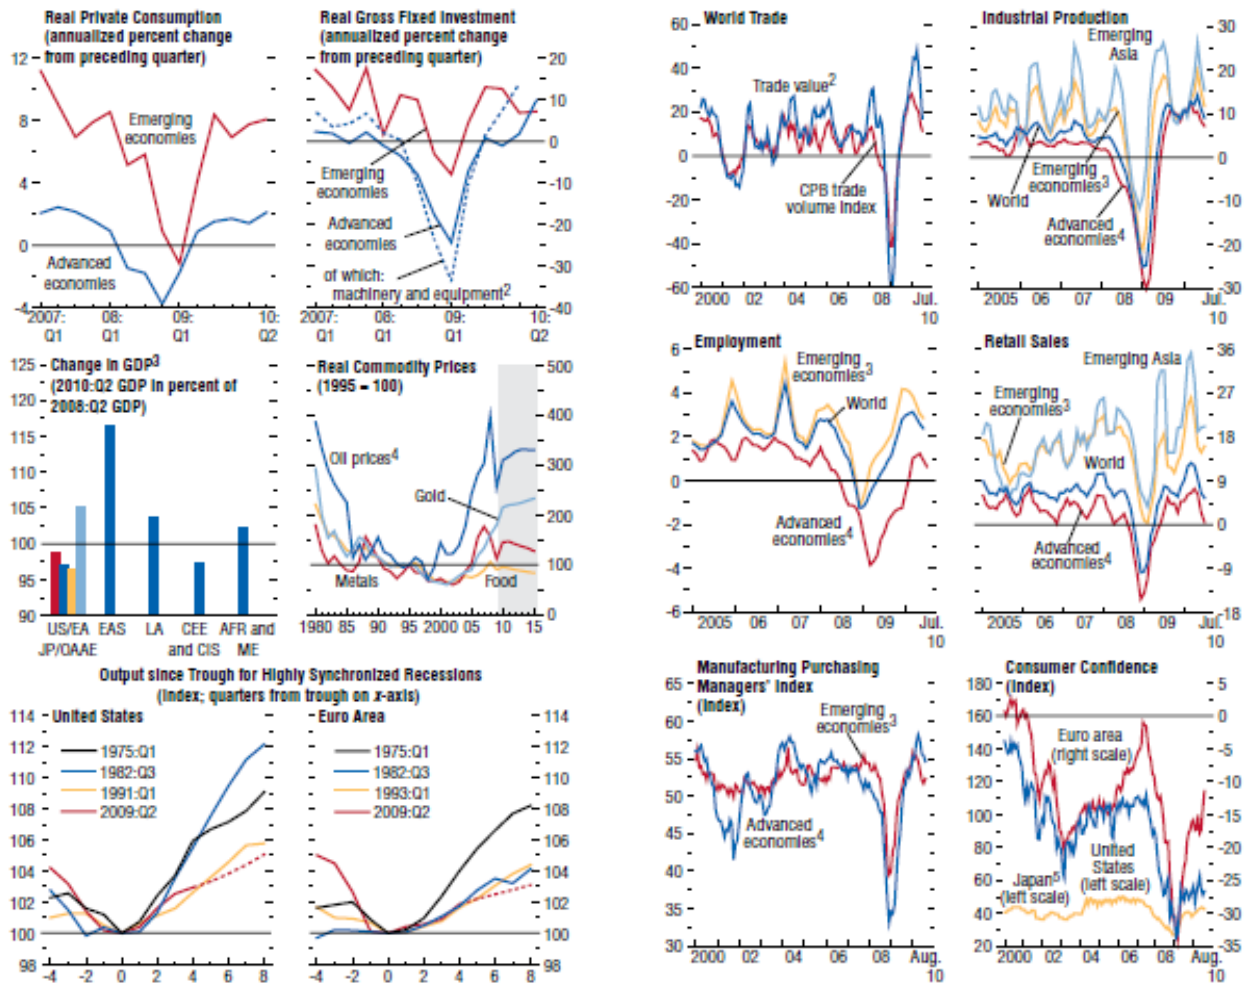 Real Private Consumption
(annualized percent change
from preceding quarter)
12
8
4
0
-4
Emerging
economies
Advanced
economies
2007:
Q1
08:
Q1
09:
Q1
10:
Q2
Real Gross Fixed Investment
(annualized percent change
from preceding quarter)
20
10
0
-10
-20
-30
-40
Emerging
economies
Advanced
economies
of which:
machinery and equipment2
2007:
Q1
08:
Q1
09:
Q1
10:
Q2
World Trade
60
40
20
0
-20
-40
-60
Trade value2
CPB trade
volume Index
2000 02 04 06 08 Jul.
10
Industrial Production
30
20
10
0
-10
-20
-30
Emerging
Asia
Emerging
economies3
World
Advanced
economies4
2005 06 07 08 09 Jul.
10
Change in GDP3
(2010:Q2 GDP in percent of
2008:Q2 GDP)
125
120
115
110
105
100
95
90
US/EA EAS LA CEE AFR and
JP/OAAE and CIS ME
Real Commodity Prices
(1995 = 100)
500
400
300
200
100
0
Oil prices4
Gold
Metals
Food
1980 85 90 95 2000 05 10 15
Employment
6
4
2
0
-2
-4
-6
Emerging
economies3
World
Advanced
economies4
2005 06 07 08 09 Jul.
10
Retail Sales
36
27
18
9
0
-9
-18
Emerging Asia
Emerging
economies3
World
Advanced
economies4
2005 06 07 08 09 Jul.
10
Output since Trough for Highly Synchronized Recessions
(Index; quarters from trough on x-axis)
United States
114
112
110
108
106
104
102
100
98
1975:Q1
1982:Q3
1991:Q1
2009:Q2
-4 -2 0 2 4 6 8
Euro Area
114
112
110
108
106
104
102
100
98
1975:Q1
1982:Q3
1993:Q1
2009:Q2
-4 -2 0 2 4 6 8
Manufacturing Purchasing
Managers' Index
(Index)
65
60
55
50
45
40
35
30
Emerging
economies3
Advanced
economies4
2000 02 04 06 08 Aug.
10
Consumer Confidence
(Index)
180
160
140
120
100
80
60
40
20
5
0
-5
-10
-15
-20
-25
-30
-35
Euro area
(right scale)
United
States
(left scale)
Japan5
(left scale)
2000 02 04 06 08 Aug.
10